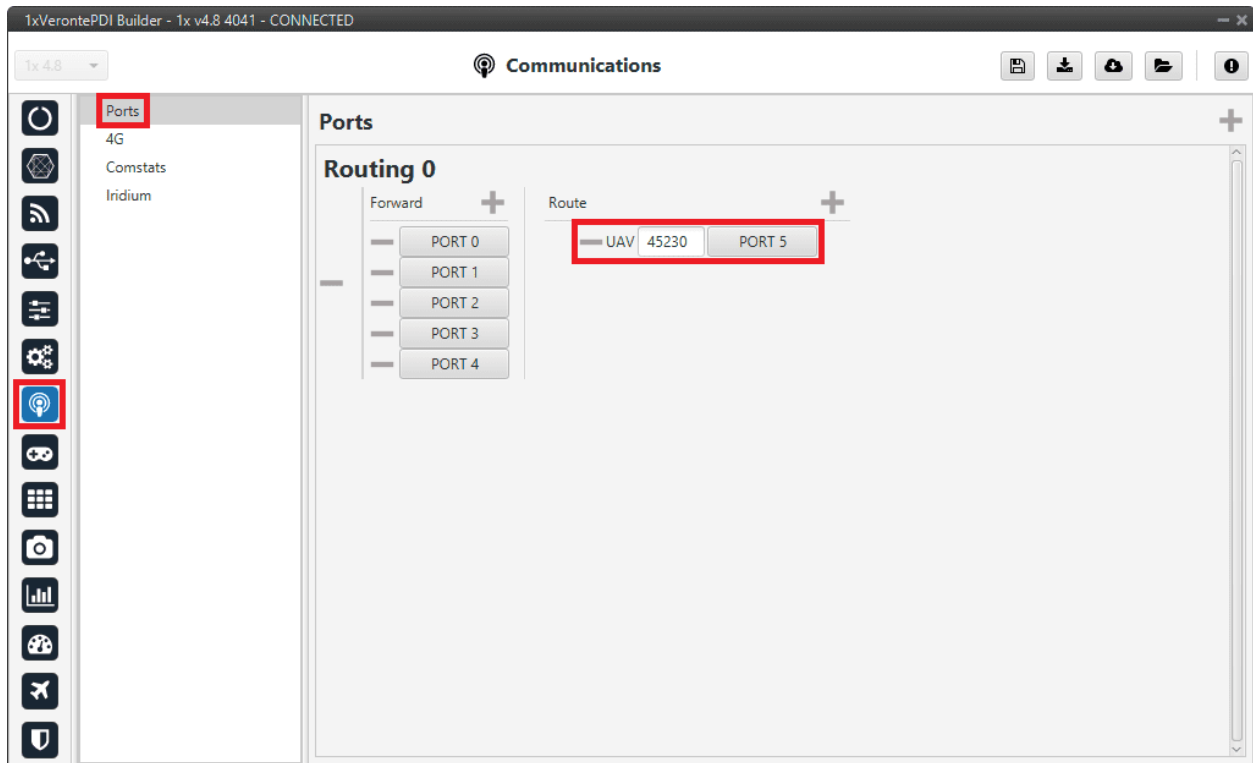 1xVerontePDI Builder - 1x v4.8 4041 - CONNECTED
1x 4.8
Communications
Ports
4G
Comstats
Iridium
Ports
Routing 0
Forward
Route
PORT 0
UAV 45230 PORT 5
PORT 1
PORT 2
PORT 3
PORT 4